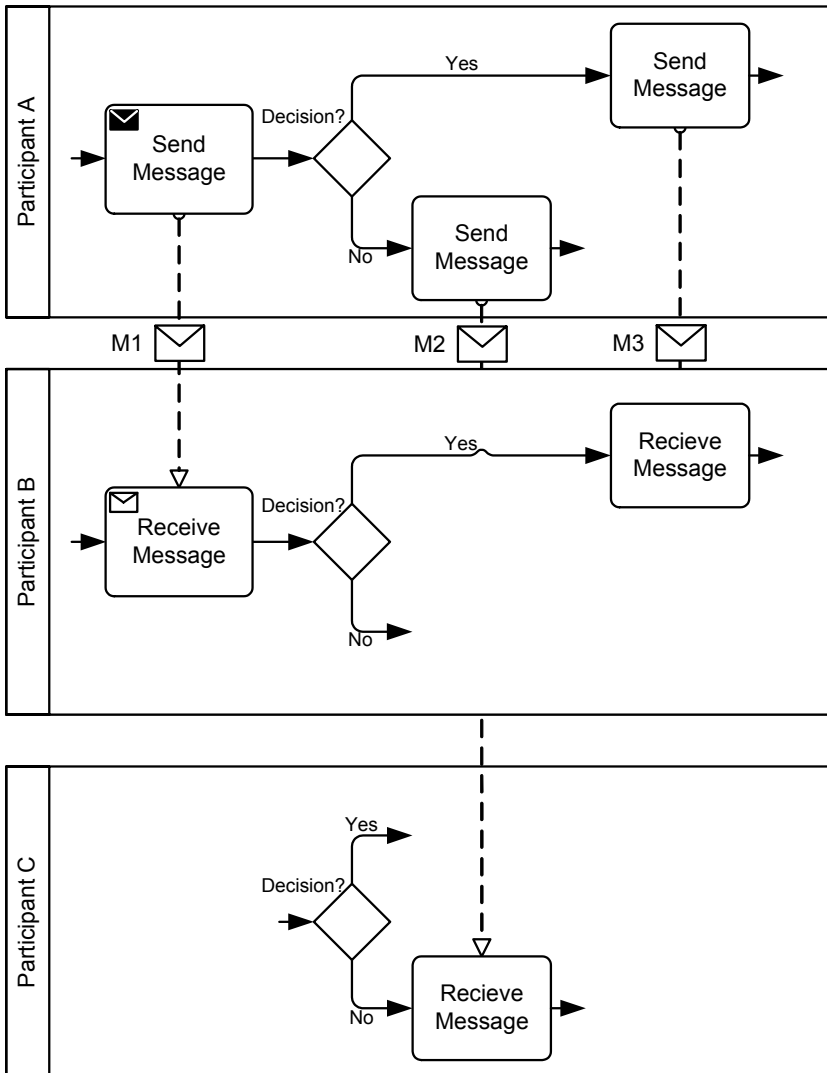 Participant A
Yes
Send
Message
Decision?
Send
Message
Send
Message
No
M1
M2
M3
Participant B
Yes
Recieve
Message
Decision?
Receive
Message
No
Participant C
Yes
Decision?
Recieve
Message
No